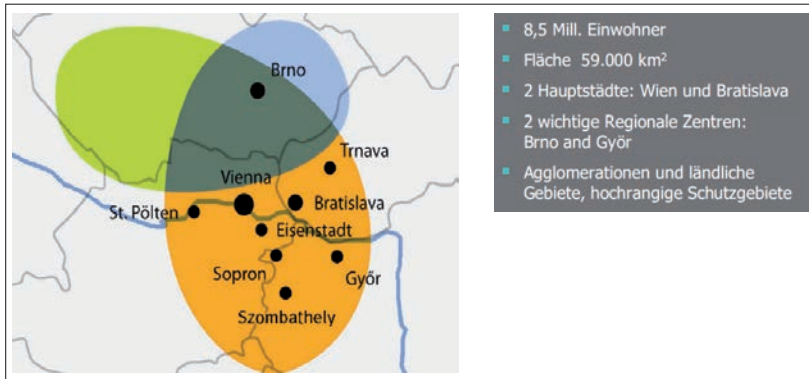 Brno
Trnava
Vienna
St. Pölten
Bratislava
Eisenstadt
Sopron
Győr
Szombathely
8,5 Mill. Einwohner
Fläche 59.000 km²
2 Hauptstädte: Wien und Bratislava
2 wichtige Regionale Zentren:
Brno and Györ
Agglomerationen und ländliche
Gebiete, hochrangige Schutzgebiete